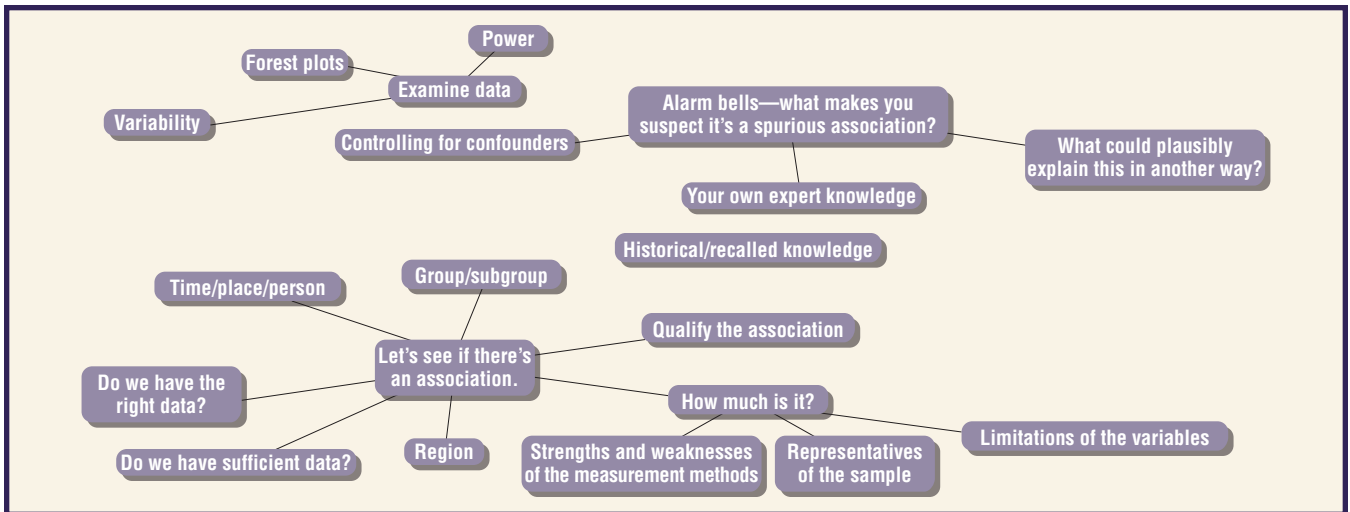 Power
Forest plots
Examine data
Variability
Alarm bells—what makes you
suspect it's a spurious association?
Controlling for confounders
What could plausibly
explain this in another way?
Your own expert knowledge
Historical/recalled knowledge
Group/subgroup
Time/place/person
Qualify the association
Let's see if there's
an association.
Do we have the
right data?
How much is it?
Limitations of the variables
Region
Do we have sufficient data?
Strengths and weaknesses
of the measurement methods
Representatives
of the sample